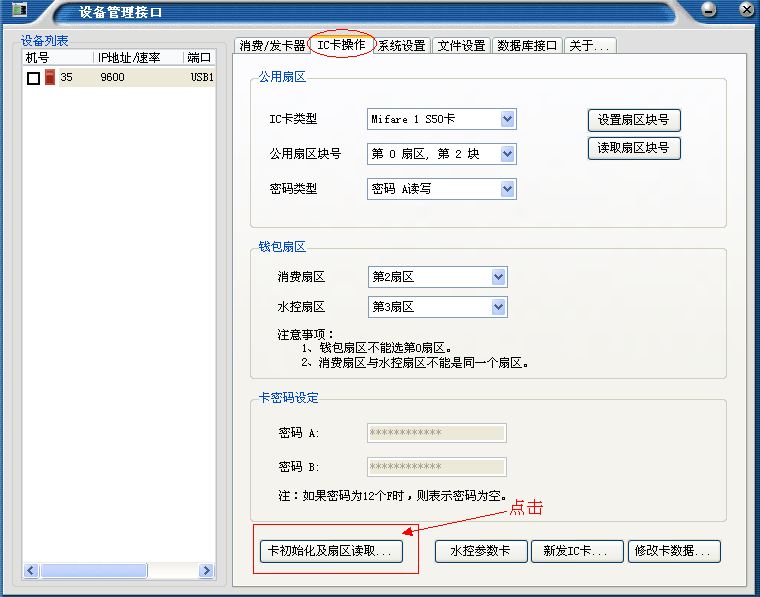 设备管理接口
设备列表
机号 IP地址/速率 端口
35 9600 USB1
消费/发卡器 IC卡操作 系统设置 文件设置 数据库接口 关于...
公用扇区
IC卡类型 Mifare 1 S50卡 设置扇区块号
公用扇区块号 第 0 扇区, 第 2 块 读取扇区块号
密码类型 密码 A读写
钱包扇区
消费扇区 第2扇区
水控扇区 第3扇区
注意事项：
1、钱包扇区不能选第0扇区。
2、消费扇区与水控扇区不能是同一个扇区。
卡密码设定
密码 A: ************
密码 B: ************
注：如果密码为12个F时，则表示密码为空。
点击
卡初始化及扇区读取... 水控参数卡 新发IC卡... 修改卡数据...